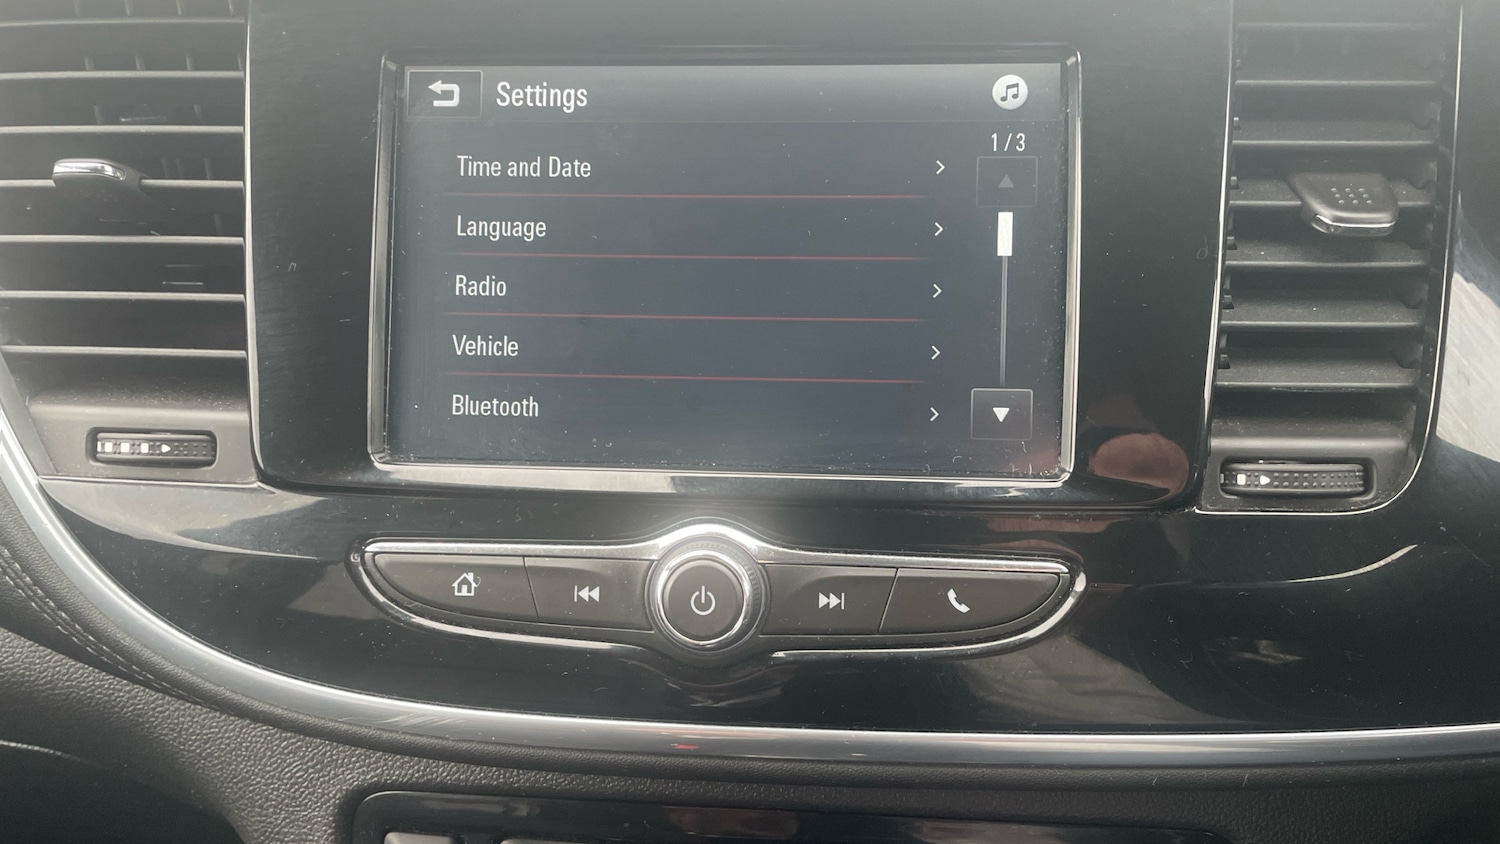 Settings
1 / 3
Time and Date
Language
Radio
Vehicle
Bluetooth